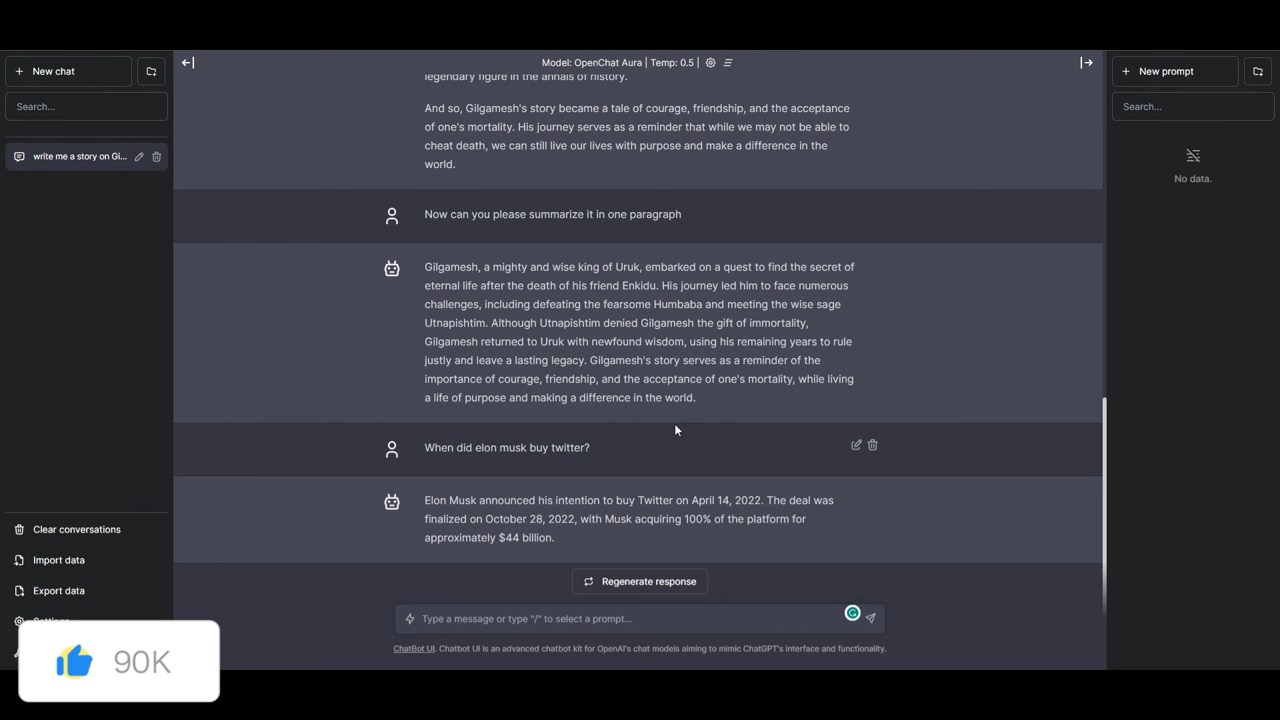 New chat
Search...
write me a story on Gi...
Clear conversations
Import data
Export data
90K
Model: OpenChat Aura | Temp: 0.5 |
legendary figure in the annals of history.
And so, Gilgamesh's story became a tale of courage, friendship, and the acceptance
of one's mortality. His journey serves as a reminder that while we may not be able to
cheat death, we can still live our lives with purpose and make a difference in the
world.
Now can you please summarize it in one paragraph
Gilgamesh, a mighty and wise king of Uruk, embarked on a quest to find the secret of
eternal life after the death of his friend Enkidu. His journey led him to face numerous
challenges, including defeating the fearsome Humbaba and meeting the wise sage
Utnapishtim. Although Utnapishtim denied Gilgamesh the gift of immortality,
Gilgamesh returned to Uruk with newfound wisdom, using his remaining years to rule
justly and leave a lasting legacy. Gilgamesh's story serves as a reminder of the
importance of courage, friendship, and the acceptance of one's mortality, while living
a life of purpose and making a difference in the world.
When did elon musk buy twitter?
Elon Musk announced his intention to buy Twitter on April 14, 2022. The deal was
finalized on October 28, 2022, with Musk acquiring 100% of the platform for
approximately $44 billion.
Regenerate response
Type a message or type "/" to select a prompt...
ChatBot UI. Chatbot UI is an advanced chatbot kit for OpenAI's chat models aiming to mimic ChatGPT's interface and functionality.
New prompt
Search...
No data.